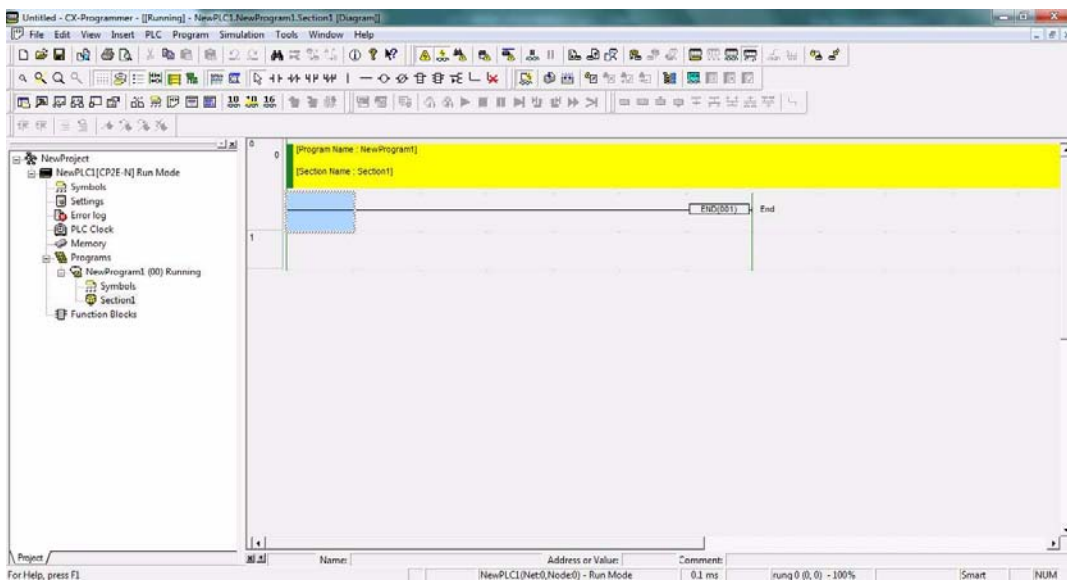 Untitled - CX-Programmer - [[Running] - NewPLC1.NewProgram1.Section1 [Diagram]]
File Edit View Insert PLC Program Simulation Tools Window Help
10 10 16
NewProject
NewPLC1[CP2E-N] Run Mode
Symbols
Settings
Error log
PLC Clock
Memory
Programs
NewProgram1 (00) Running
Symbols
Section1
Function Blocks
Project
0
0
[Program Name : NewProgram1]
[Section Name : Section1]
END(001) End
1
Name: Address or Value: Comment:
For Help, press F1 NewPLC1(Net:0,Node:0) - Run Mode 0.1 ms rung 0 (0, 0) - 100% Smart NUM